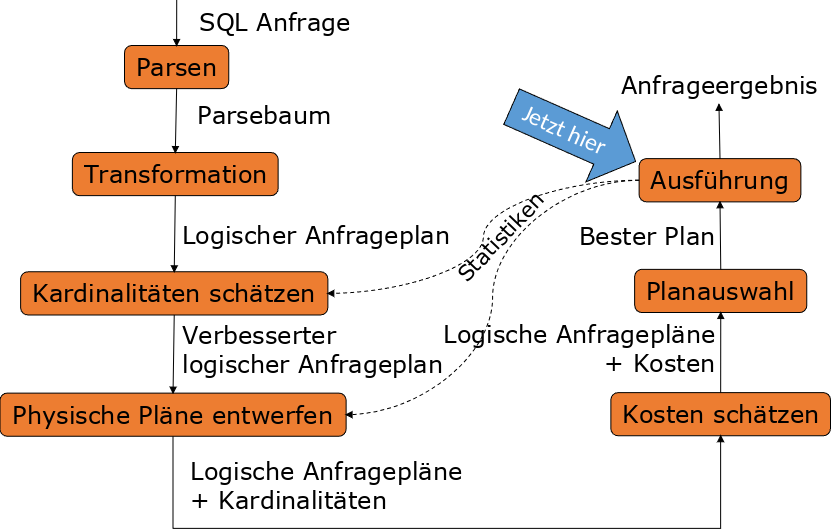 SQL Anfrage
Parsen
Parsebaum
Transformation
Logischer Anfrageplan
Kardinalitäten schätzen
Verbesserter
logischer Anfrageplan
Physische Pläne entwerfen
Logische Anfragepläne
+ Kardinalitäten
Kosten schätzen
Logische Anfragepläne
+ Kosten
Planauswahl
Bester Plan
Ausführung
Anfrageergebnis
Jetzt hier
Statistiken